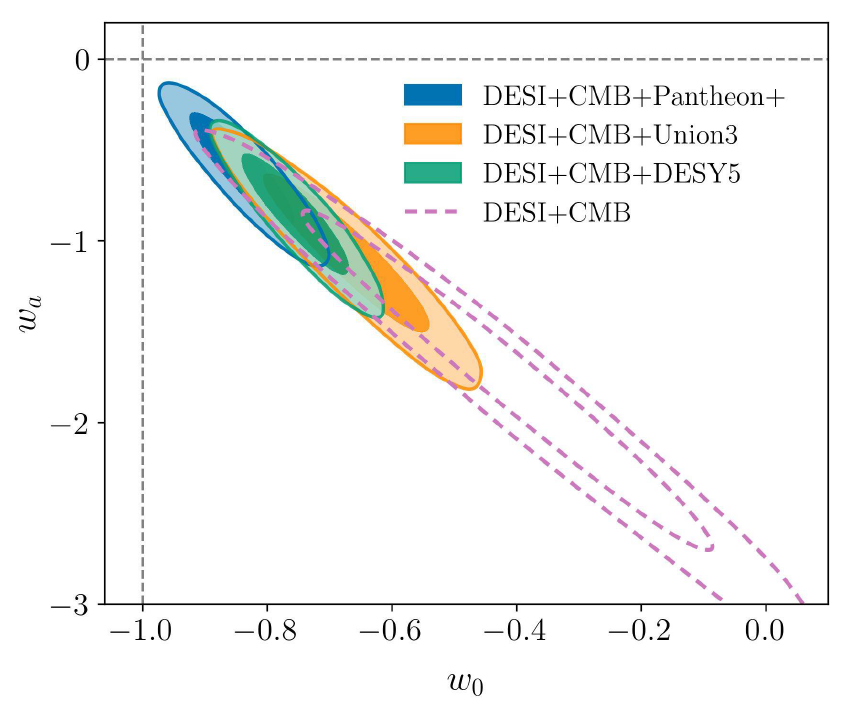 DESI+CMB+Pantheon+
DESI+CMB+Union3
DESI+CMB+DESY5
DESI+CMB
0
−1
−2
−3
wₐ
−1.0 −0.8 −0.6 −0.4 −0.2 0.0
w₀